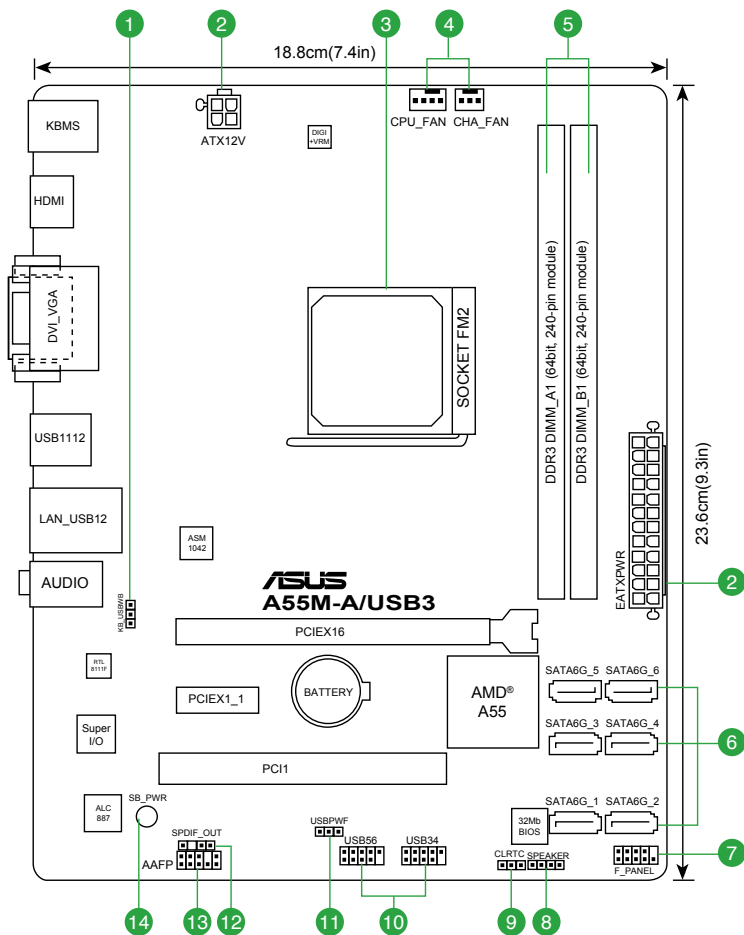 1
2
3
4
5
18.8cm(7.4in)
KBMS
ATX12V
DIGI
+VRM
CPU_FAN
CHA_FAN
HDMI
DVI_VGA
SOCKET FM2
DDR3 DIMM_A1 (64bit, 240-pin module)
DDR3 DIMM_B1 (64bit, 240-pin module)
23.6cm(9.3in)
USB1112
LAN_USB12
ASM
1042
EATXPWR
2
AUDIO
KB_USBWB
ASUS
A55M-A/USB3
PCIEX16
RTL
8111F
PCIEX1_1
BATTERY
AMD®
A55
SATA6G_5
SATA6G_6
SATA6G_3
SATA6G_4
6
Super
I/O
PCI1
ALC
887
SB_PWR
SPDIF_OUT
AAFP
USBPWF
USB56
USB34
32Mb
BIOS
SATA6G_1
SATA6G_2
CLRTC
SPEAKER
F_PANEL
7
14
13
12
11
10
9
8